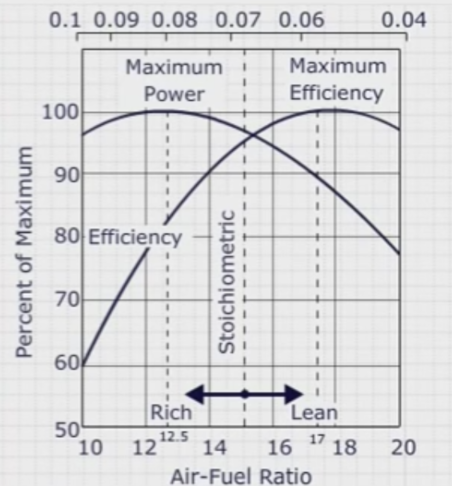 0.1 0.09 0.08 0.07 0.06 0.04
Maximum
Power
Maximum
Efficiency
100
90
80
70
60
50
Percent of Maximum
Efficiency
Stoichiometric
Rich
Lean
10 12 12.5 14 16 17 18 20
Air-Fuel Ratio